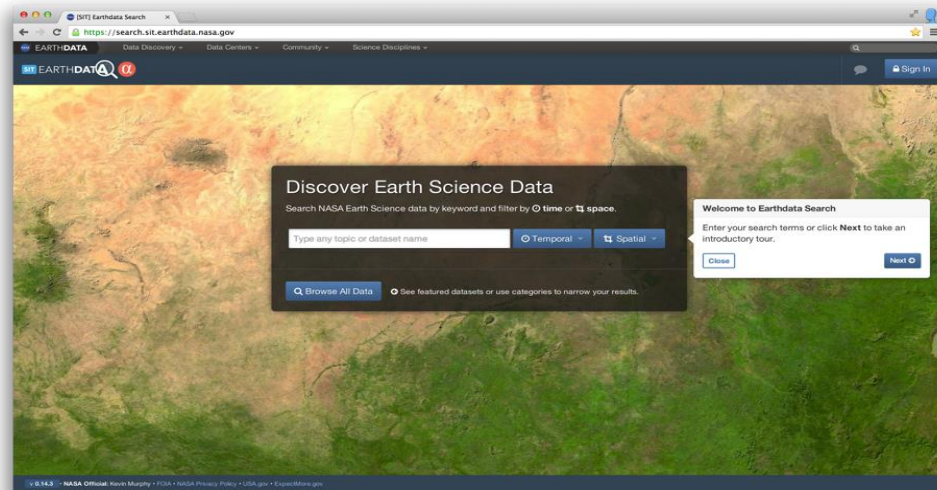 [SIT] Earthdata Search
https://search.sit.earthdata.nasa.gov
EARTHDATA Data Discovery Data Centers Community Science Disciplines
SIT EARTHDATA α Sign In
Discover Earth Science Data
Search NASA Earth Science data by keyword and filter by time or space.
Type any topic or dataset name Temporal Spatial
Browse All Data See featured datasets or use categories to narrow your results.
Welcome to Earthdata Search
Enter your search terms or click Next to take an
introductory tour.
Close Next
v 0.14.3 • NASA Official: Kevin Murphy • FOIA • NASA Privacy Policy • USA.gov • ExpectMore.gov